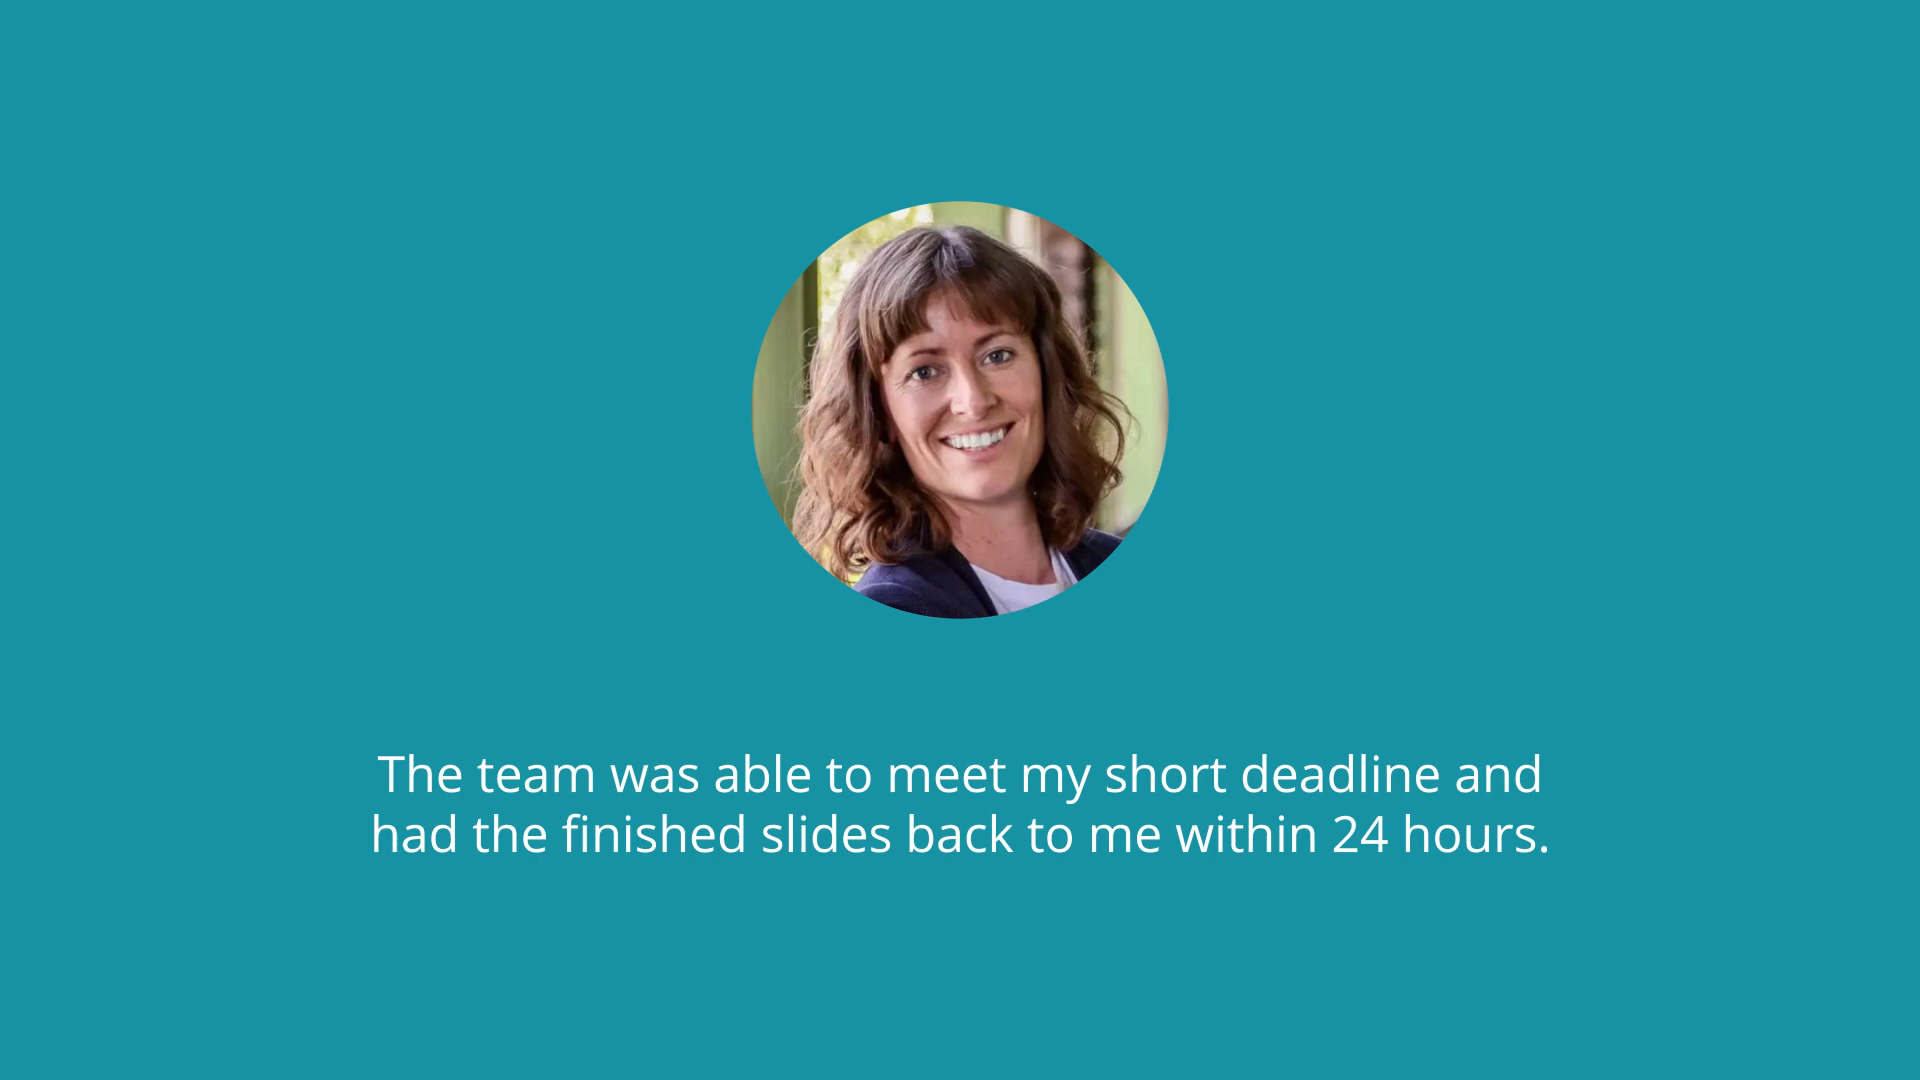 The team was able to meet my short deadline and
had the finished slides back to me within 24 hours.